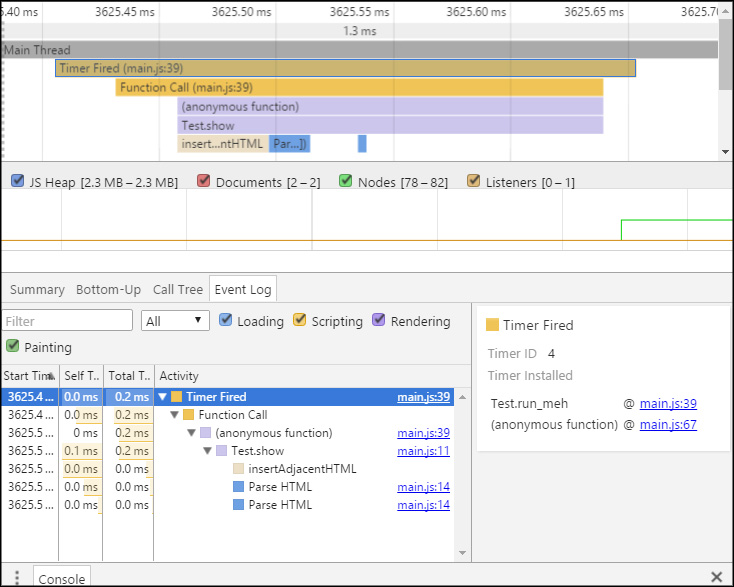 5.40 ms 3625.45 ms 3625.50 ms 3625.55 ms 3625.60 ms 3625.65 ms 3625.70
1.3 ms
Main Thread
Timer Fired (main.js:39)
Function Call (main.js:39)
(anonymous function)
Test.show
insert...ntHTML Par...])
JS Heap [2.3 MB – 2.3 MB] Documents [2 – 2] Nodes [78 – 82] Listeners [0 – 1]
Summary Bottom-Up Call Tree Event Log
Filter All ▼ Loading Scripting Rendering
Painting
Start Tim Self T... Total T... Activity
3625.4 ... 0.0 ms 0.2 ms ▼ Timer Fired main.js:39
3625.4 ... 0.0 ms 0.2 ms ▼ Function Call
3625.5 ... 0 ms 0.2 ms ▼ (anonymous function) main.js:39
3625.5 ... 0.1 ms 0.2 ms ▼ Test.show main.js:11
3625.5 ... 0.0 ms 0.0 ms insertAdjacentHTML
3625.5 ... 0.0 ms 0.0 ms Parse HTML main.js:14
3625.5 ... 0.0 ms 0.0 ms Parse HTML main.js:14
Timer Fired
Timer ID 4
Timer Installed
Test.run_meh @ main.js:39
(anonymous function) @ main.js:67
Console